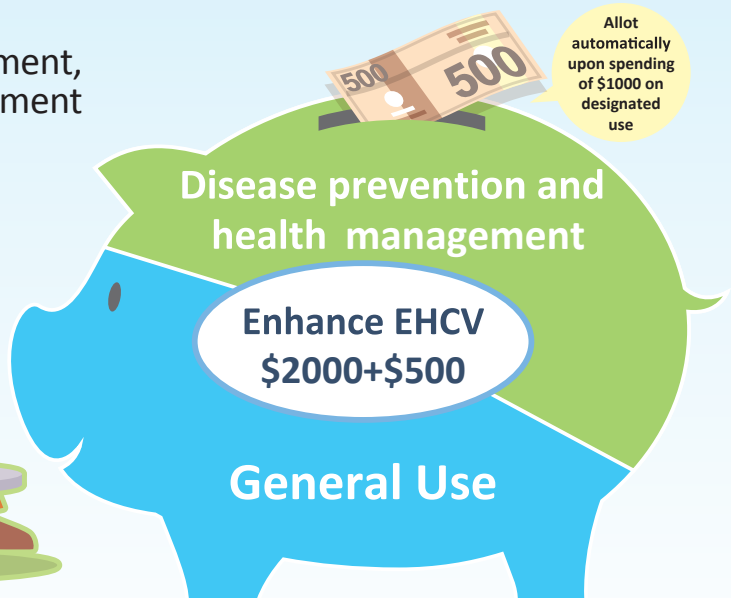 ment,
ment
500
500
Allot
automatically
upon spending
of $1000 on
designated
use
Disease prevention and
health management
Enhance EHCV
$2000+$500
General Use